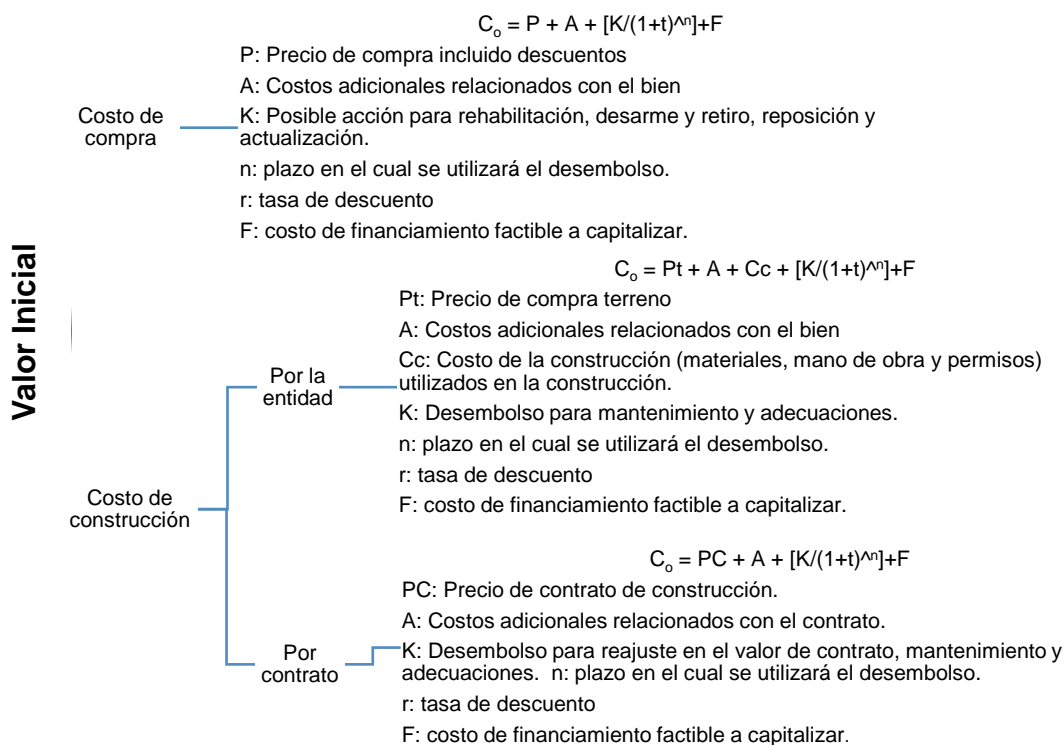 Valor Inicial
Costo de
compra
C₀ = P + A + [K/(1+t)^ⁿ]+F
P: Precio de compra incluido descuentos
A: Costos adicionales relacionados con el bien
K: Posible acción para rehabilitación, desarme y retiro, reposición y
actualización.
n: plazo en el cual se utilizará el desembolso.
r: tasa de descuento
F: costo de financiamiento factible a capitalizar.
Costo de
construcción
Por la
entidad
C₀ = Pt + A + Cc + [K/(1+t)^ⁿ]+F
Pt: Precio de compra terreno
A: Costos adicionales relacionados con el bien
Cc: Costo de la construcción (materiales, mano de obra y permisos)
utilizados en la construcción.
K: Desembolso para mantenimiento y adecuaciones.
n: plazo en el cual se utilizará el desembolso.
r: tasa de descuento
F: costo de financiamiento factible a capitalizar.
Por
contrato
C₀ = PC + A + [K/(1+t)^ⁿ]+F
PC: Precio de contrato de construcción.
A: Costos adicionales relacionados con el contrato.
K: Desembolso para reajuste en el valor de contrato, mantenimiento y
adecuaciones. n: plazo en el cual se utilizará el desembolso.
r: tasa de descuento
F: costo de financiamiento factible a capitalizar.